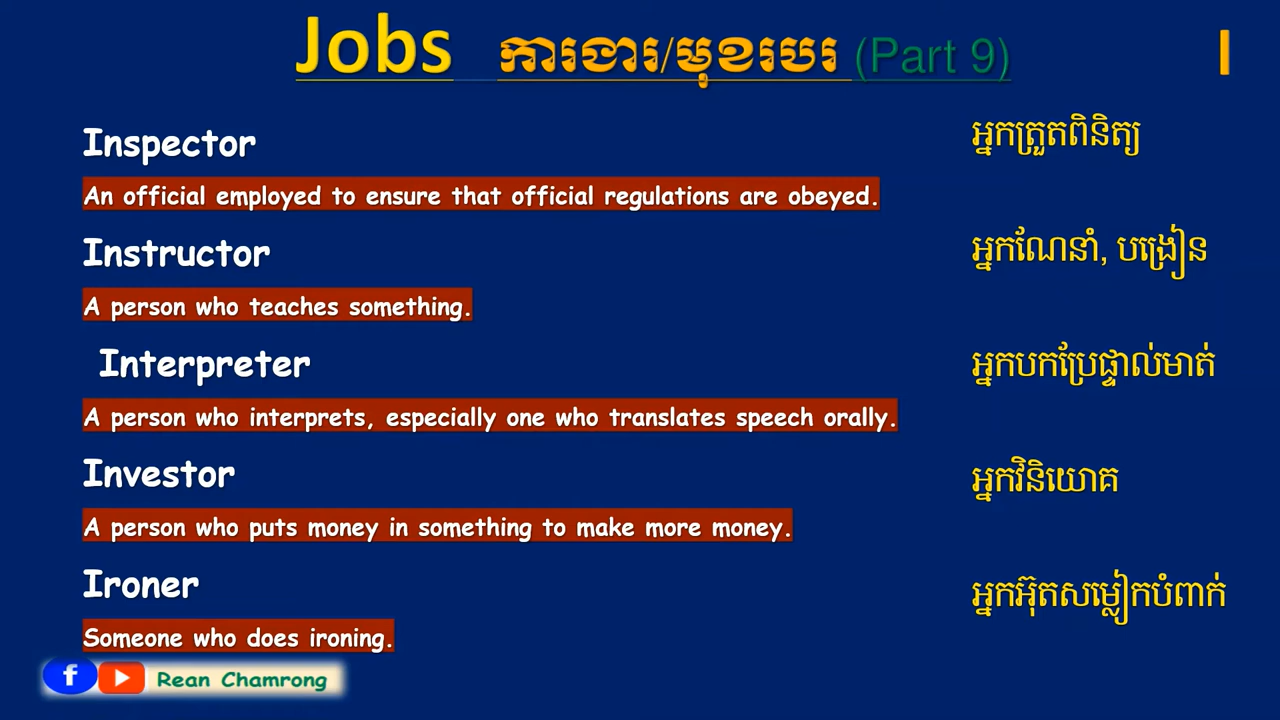 Jobs ការងារ/មុខរបរ (Part 9)
I
Inspector អ្នកត្រួតពិនិត្យ
An official employed to ensure that official regulations are obeyed.
Instructor អ្នកណែនាំ, បង្រៀន
A person who teaches something.
Interpreter អ្នកបកប្រែផ្ទាល់មាត់
A person who interprets, especially one who translates speech orally.
Investor អ្នកវិនិយោគ
A person who puts money in something to make more money.
Ironer អ្នកអ៊ុតសម្លៀកបំពាក់
Someone who does ironing.
f Rean Chamrong